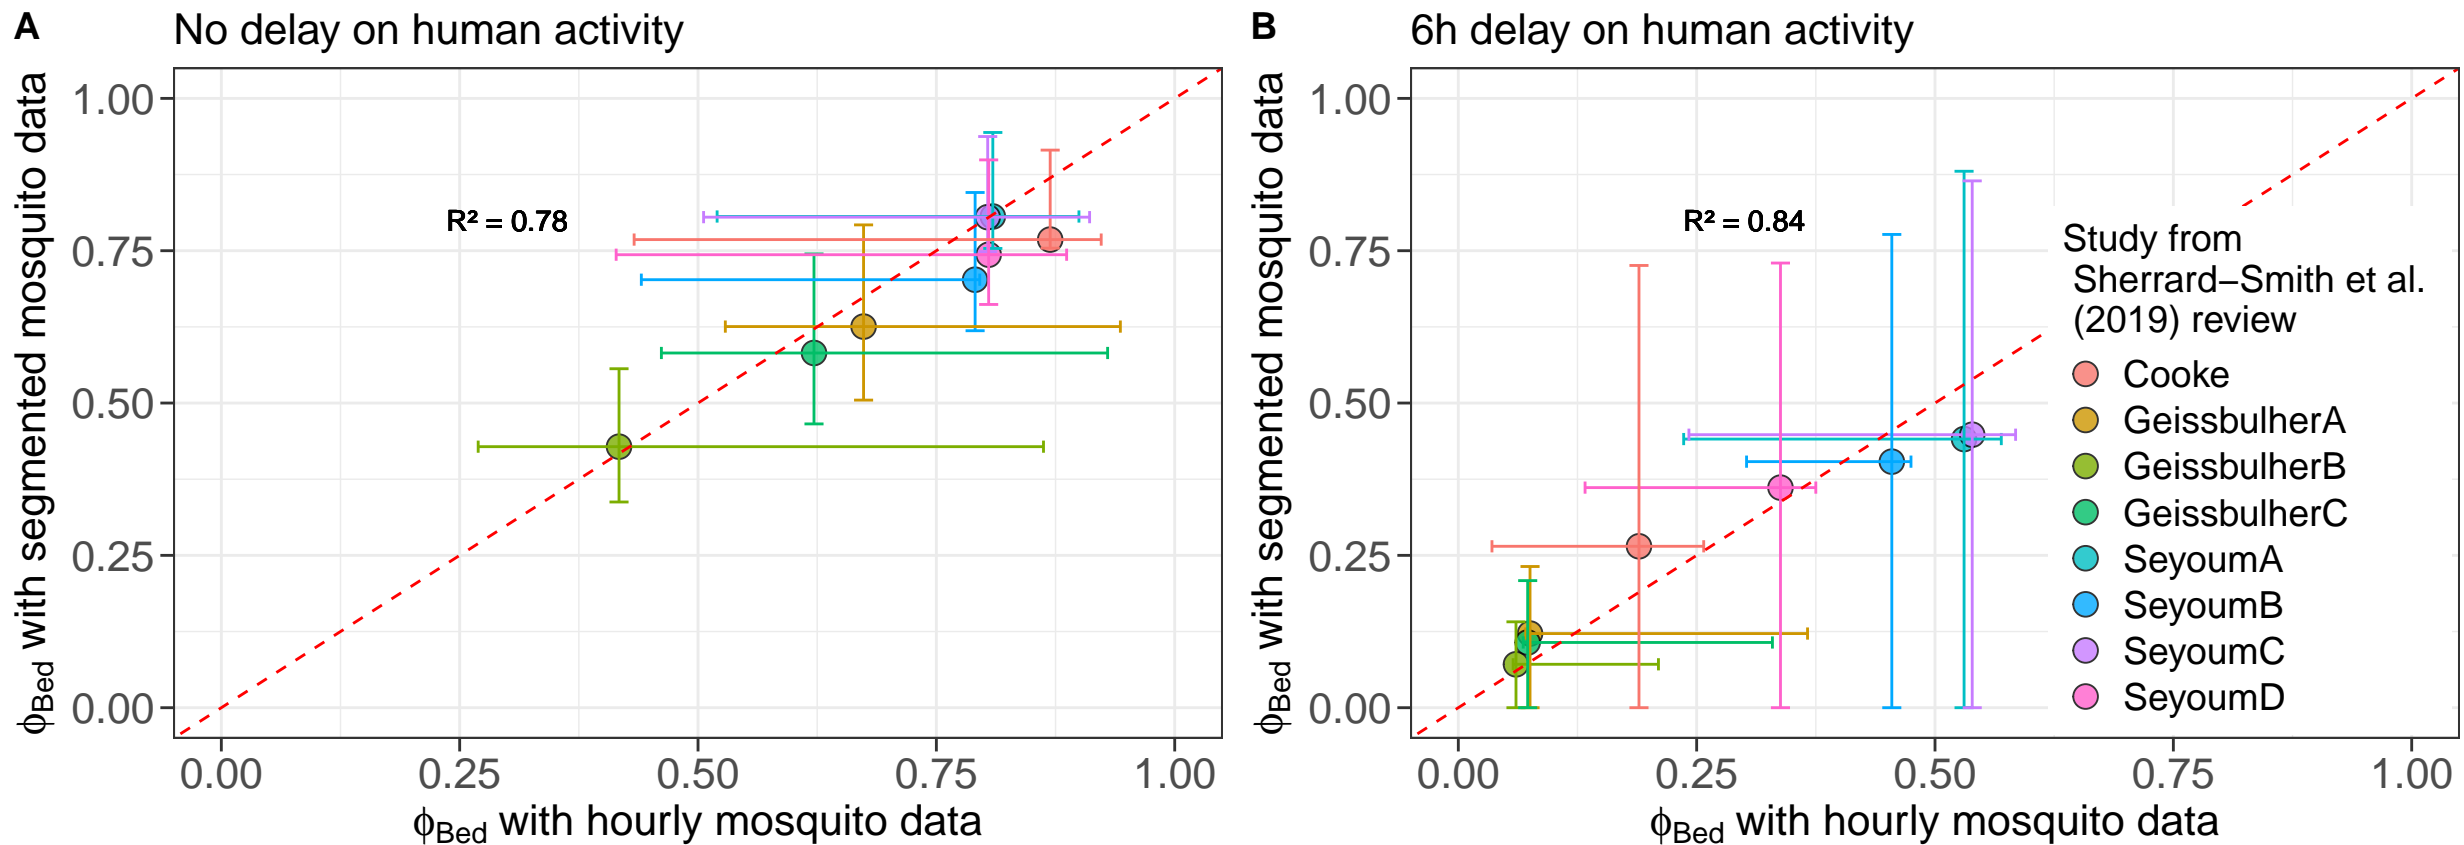 A
No delay on human activity
ϕBed with segmented mosquito data
1.00
0.75
0.50
0.25
0.00
R² = 0.78
0.00 0.25 0.50 0.75 1.00
ϕBed with hourly mosquito data
B
6h delay on human activity
ϕBed with segmented mosquito data
1.00
0.75
0.50
0.25
0.00
R² = 0.84
Study from
Sherrard−Smith et al.
(2019) review
Cooke
GeissbulherA
GeissbulherB
GeissbulherC
SeyoumA
SeyoumB
SeyoumC
SeyoumD
0.00 0.25 0.50 0.75 1.00
ϕBed with hourly mosquito data